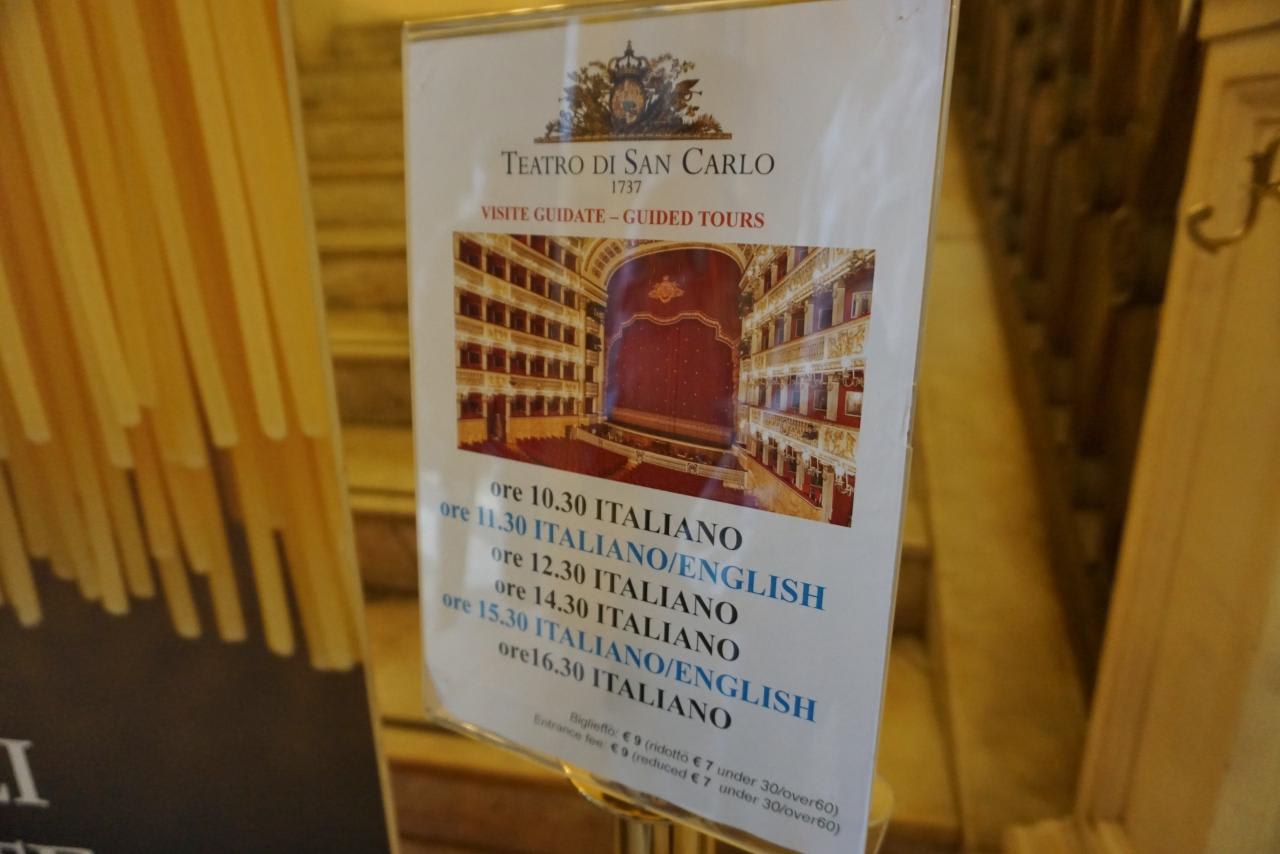 TEATRO DI SAN CARLO
1737
VISITE GUIDATE – GUIDED TOURS
ore 10.30 ITALIANO
ore 11.30 ITALIANO/ENGLISH
ore 12.30 ITALIANO
ore 14.30 ITALIANO
ore 15.30 ITALIANO/ENGLISH
ore16.30 ITALIANO
Biglietto: € 9 (ridotto € 7 under 30/over60)
Entrance fee: € 9 (reduced € 7 under 30/over60)
LI